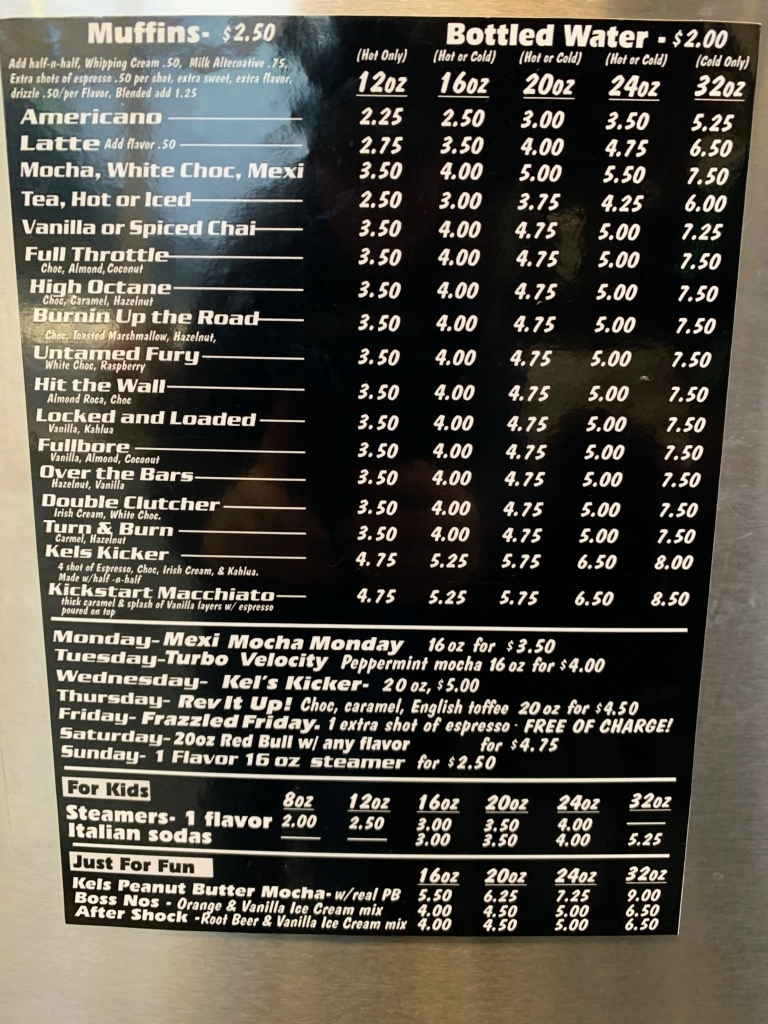 Muffins- $2.50
Bottled Water - $2.00
Add half-n-half, Whipping Cream .50, Milk Alternative .75,
Extra shots of espresso .50 per shot, extra sweet, extra flavor,
drizzle .50/per Flavor, Blended add 1.25
(Hot Only) (Hot or Cold) (Hot or Cold) (Hot or Cold) (Cold Only)
12oz 16oz 20oz 24oz 32oz
Americano 2.25 2.50 3.00 3.50 5.25
Latte Add flavor .50 2.75 3.50 4.00 4.75 6.50
Mocha, White Choc, Mexi 3.50 4.00 5.00 5.50 7.50
Tea, Hot or Iced 2.50 3.00 3.75 4.25 6.00
Vanilla or Spiced Chai 3.50 4.00 4.75 5.00 7.25
Full Throttle 3.50 4.00 4.75 5.00 7.50
Choc, Almond, Coconut
High Octane 3.50 4.00 4.75 5.00 7.50
Choc, Caramel, Hazelnut
Burnin Up the Road 3.50 4.00 4.75 5.00 7.50
Choc, Toasted Marshmallow, Hazelnut,
Untamed Fury 3.50 4.00 4.75 5.00 7.50
White Choc, Raspberry
Hit the Wall 3.50 4.00 4.75 5.00 7.50
Almond Roca, Choc
Locked and Loaded 3.50 4.00 4.75 5.00 7.50
Vanilla, Kahlua
Fullbore 3.50 4.00 4.75 5.00 7.50
Vanilla, Almond, Coconut
Over the Bars 3.50 4.00 4.75 5.00 7.50
Hazelnut, Vanilla
Double Clutcher 3.50 4.00 4.75 5.00 7.50
Irish Cream, White Choc.
Turn & Burn 3.50 4.00 4.75 5.00 7.50
Carmel, Hazelnut
Kels Kicker 4.75 5.25 5.75 6.50 8.00
4 shot of Espresso, Choc, Irish Cream, & Kahlua.
Made w/half-n-half
Kickstart Macchiato 4.75 5.25 5.75 6.50 8.50
thick caramel & splash of Vanilla layers w/ espresso
poured on top
Monday- Mexi Mocha Monday 16 oz for $3.50
Tuesday-Turbo Velocity Peppermint mocha 16 oz for $4.00
Wednesday- Kel's Kicker- 20 oz, $5.00
Thursday- Rev It Up! Choc, caramel, English toffee 20 oz for $4.50
Friday- Frazzled Friday. 1 extra shot of espresso - FREE OF CHARGE!
Saturday- 20oz Red Bull w/ any flavor for $4.75
Sunday- 1 Flavor 16 oz steamer for $2.50
For Kids
8oz 12oz 16oz 20oz 24oz 32oz
Steamers- 1 flavor 2.00 2.50 3.00 3.50 4.00
Italian sodas 3.00 3.50 4.00 5.25
Just For Fun
16oz 20oz 24oz 32oz
Kels Peanut Butter Mocha- w/real PB 5.50 6.25 7.25 9.00
Boss Nos - Orange & Vanilla Ice Cream mix 4.00 4.50 5.00 6.50
After Shock -Root Beer & Vanilla Ice Cream mix 4.00 4.50 5.00 6.50